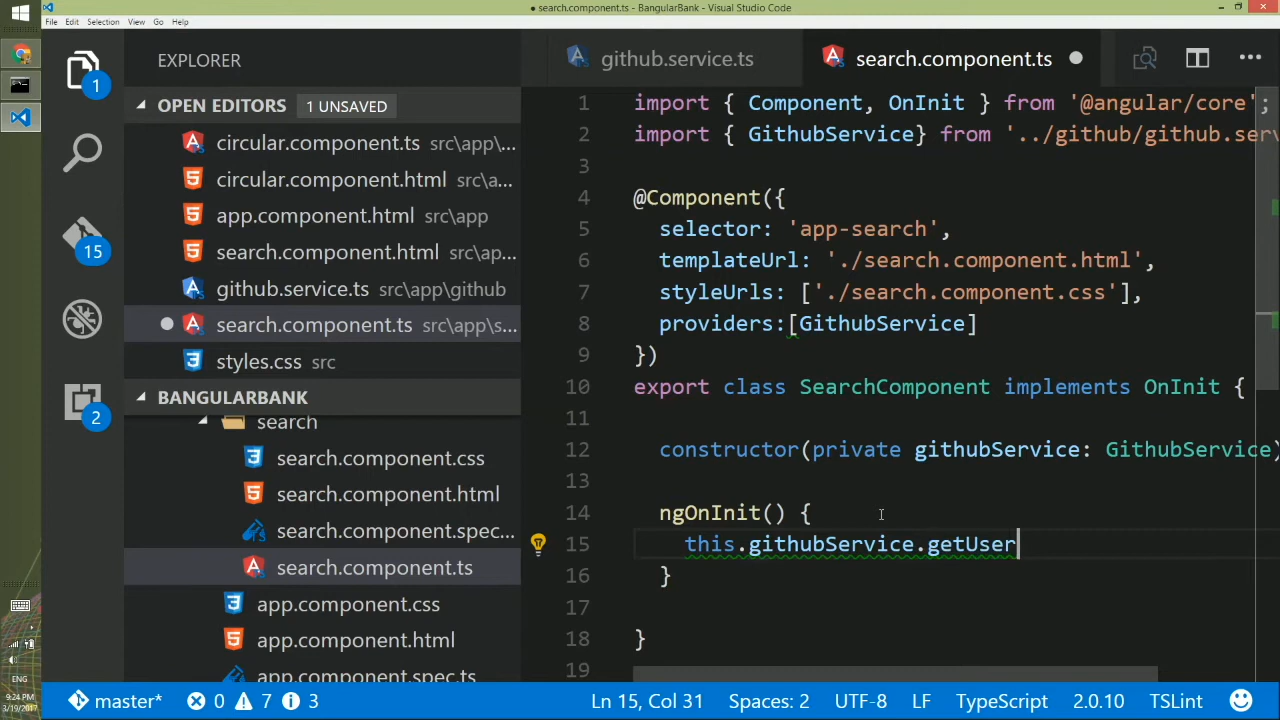 search.component.ts - BangularBank - Visual Studio Code
File Edit Selection View Go Help
EXPLORER
OPEN EDITORS 1 UNSAVED
circular.component.ts src\app\...
circular.component.html src\a...
app.component.html src\app
search.component.html src\ap...
github.service.ts src\app\github
search.component.ts src\app\s...
styles.css src
BANGULARBANK
search
search.component.css
search.component.html
search.component.spec...
search.component.ts
app.component.css
app.component.html
app.component.spec.ts
1
15
2
github.service.ts search.component.ts
1 import { Component, OnInit } from '@angular/core';
2 import { GithubService} from '../github/github.serv
3
4 @Component({
5 selector: 'app-search',
6 templateUrl: './search.component.html',
7 styleUrls: ['./search.component.css'],
8 providers:[GithubService]
9 })
10 export class SearchComponent implements OnInit {
11
12 constructor(private githubService: GithubService)
13
14 ngOnInit() {
15 this.githubService.getUser
16 }
17
18 }
19
ENG
9:24 PM
3/19/2017
master* 0 7 3 Ln 15, Col 31 Spaces: 2 UTF-8 LF TypeScript 2.0.10 TSLint